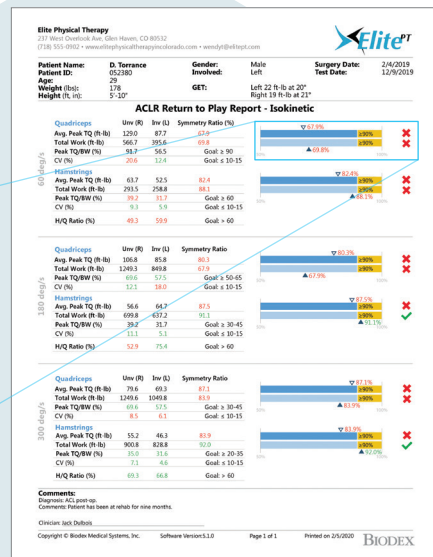 Elite Physical Therapy
237 West Overlook Ave, Glen Haven, CO 80532
(718) 555-0982 • www.elitephysicaltherapyincolorado.com • wendyt@elitept.com
Elite PT
Patient Name: D. Torrance Gender: Male Surgery Date: 2/4/2019
Patient ID: 052380 Involved: Left Test Date: 12/9/2019
Age: 29
Weight (lbs): 178 GET: Left 22 ft-lb at 20°
Height (ft, in): 5'-10" Right 19 ft-lb at 21°
ACLR Return to Play Report - Isokinetic
60 deg/s
Quadriceps Unv (R) Inv (L) Symmetry Ratio (%)
Avg. Peak TQ (ft-lb) 129.0 87.7 67.9 67.9% ≥90%
Total Work (ft-lb) 566.7 395.6 69.8 ≥90%
Peak TQ/BW (%) 91.7 56.5 Goal: ≥ 90 69.8%
CV (%) 20.6 12.4 Goal: ≤ 10-15
Hamstrings 82.4%
Avg. Peak TQ (ft-lb) 63.7 52.5 82.4 ≥90%
Total Work (ft-lb) 293.5 258.8 88.1 ≥90%
Peak TQ/BW (%) 39.2 31.7 Goal: ≥ 60 88.1%
CV (%) 9.3 5.9 Goal: ≤ 10-15
H/Q Ratio (%) 49.3 59.9 Goal: > 60
180 deg/s
Quadriceps Unv (R) Inv (L) Symmetry Ratio 80.3%
Avg. Peak TQ (ft-lb) 106.8 85.8 80.3 ≥90%
Total Work (ft-lb) 1249.3 849.8 67.9 ≥90%
Peak TQ/BW (%) 69.6 57.5 Goal: ≥ 50-65 67.9%
CV (%) 12.1 18.0 Goal: ≤ 10-15
Hamstrings 87.5%
Avg. Peak TQ (ft-lb) 56.6 64.7 87.5 ≥90%
Total Work (ft-lb) 699.8 637.2 91.1 ≥90%
Peak TQ/BW (%) 39.2 31.7 Goal: ≥ 30-45 91.1%
CV (%) 11.1 5.1 Goal: ≤ 10-15
H/Q Ratio (%) 52.9 75.4 Goal: > 60
300 deg/s
Quadriceps Unv (R) Inv (L) Symmetry Ratio 87.1%
Avg. Peak TQ (ft-lb) 79.6 69.3 87.1 ≥90%
Total Work (ft-lb) 1249.6 1049.8 83.9 ≥90%
Peak TQ/BW (%) 69.6 57.5 Goal: ≥ 30-45 83.9%
CV (%) 8.5 6.1 Goal: ≤ 10-15
Hamstrings 83.9%
Avg. Peak TQ (ft-lb) 55.2 46.3 83.9 ≥90%
Total Work (ft-lb) 900.8 828.8 92.0 ≥90%
Peak TQ/BW (%) 35.0 31.6 Goal: ≥ 20-35 92.0%
CV (%) 7.1 4.6 Goal: ≤ 10-15
H/Q Ratio (%) 69.3 66.8 Goal: > 60
Comments:
Diagnosis: ACL post-op.
Comments: Patient has been at rehab for nine months.
Clinician: Jack DuBois
Copyright © Biodex Medical Systems, Inc. Software Version:5.1.0 Page 1 of 1 Printed on 2/5/2020 BIODEX